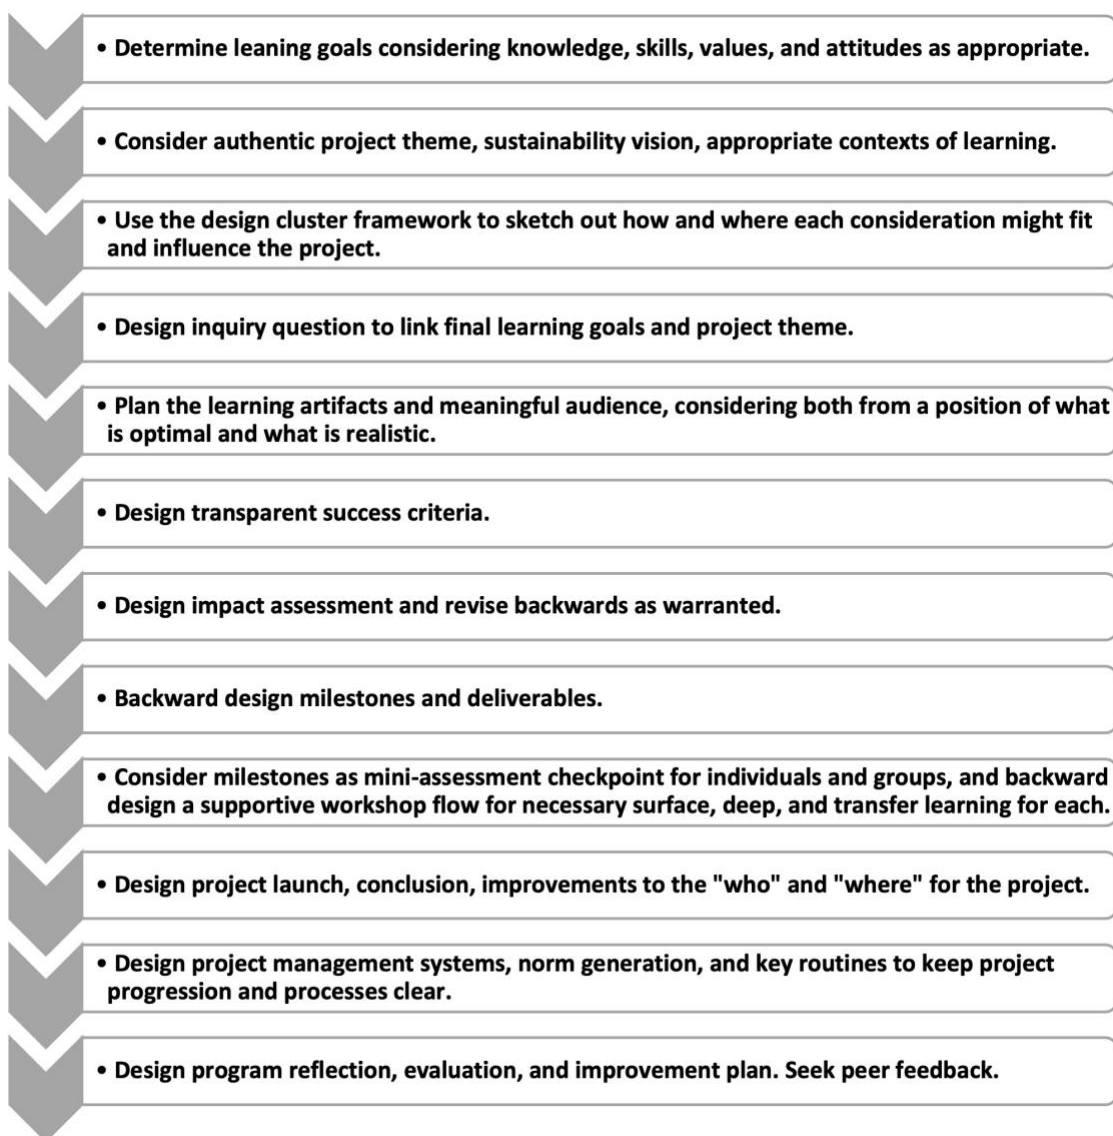 • Determine leaning goals considering knowledge, skills, values, and attitudes as appropriate.
• Consider authentic project theme, sustainability vision, appropriate contexts of learning.
• Use the design cluster framework to sketch out how and where each consideration might fit
and influence the project.
• Design inquiry question to link final learning goals and project theme.
• Plan the learning artifacts and meaningful audience, considering both from a position of what
is optimal and what is realistic.
• Design transparent success criteria.
• Design impact assessment and revise backwards as warranted.
• Backward design milestones and deliverables.
• Consider milestones as mini-assessment checkpoint for individuals and groups, and backward
design a supportive workshop flow for necessary surface, deep, and transfer learning for each.
• Design project launch, conclusion, improvements to the "who" and "where" for the project.
• Design project management systems, norm generation, and key routines to keep project
progression and processes clear.
• Design program reflection, evaluation, and improvement plan. Seek peer feedback.